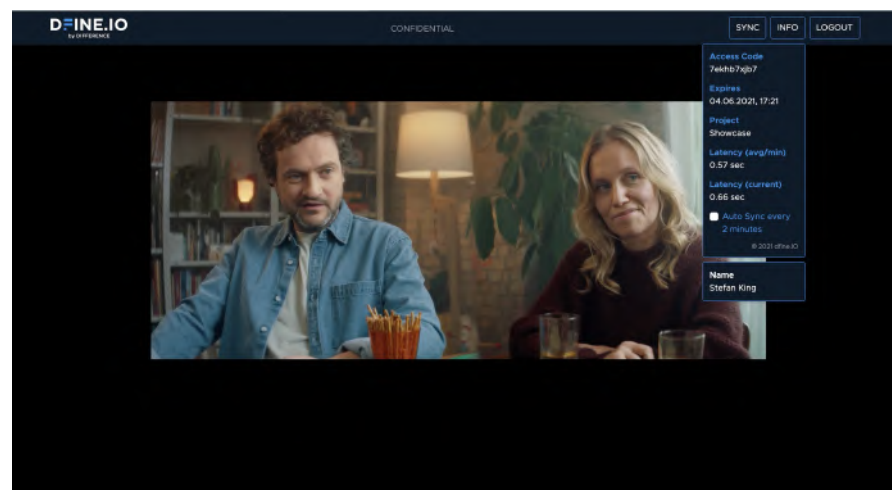 DFINE.IO
by DIFFERENCE
CONFIDENTIAL
SYNC
INFO
LOGOUT
Access Code
7ekhb7xjb7
Expires
04.06.2021, 17:21
Project
Showcase
Latency (avg/min)
0.57 sec
Latency (current)
0.66 sec
Auto Sync every
2 minutes
© 2021 dfine.IO
Name
Stefan King